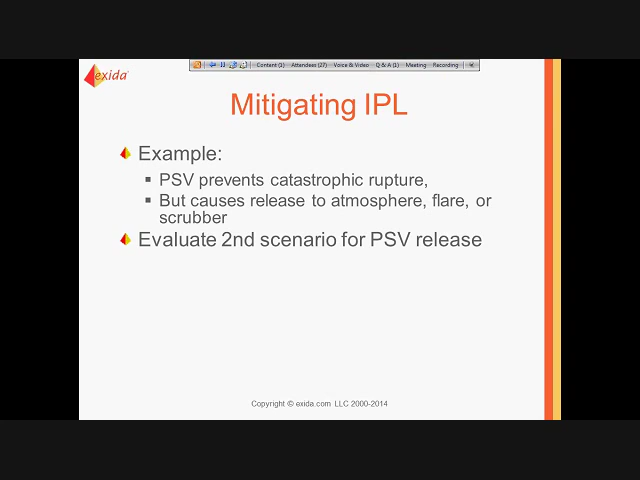 exida
Content (1) Attendees (27) Voice & Video Q & A (1) Meeting Recording
Mitigating IPL
Example:
PSV prevents catastrophic rupture,
But causes release to atmosphere, flare, or
scrubber
Evaluate 2nd scenario for PSV release
Copyright © exida.com LLC 2000-2014